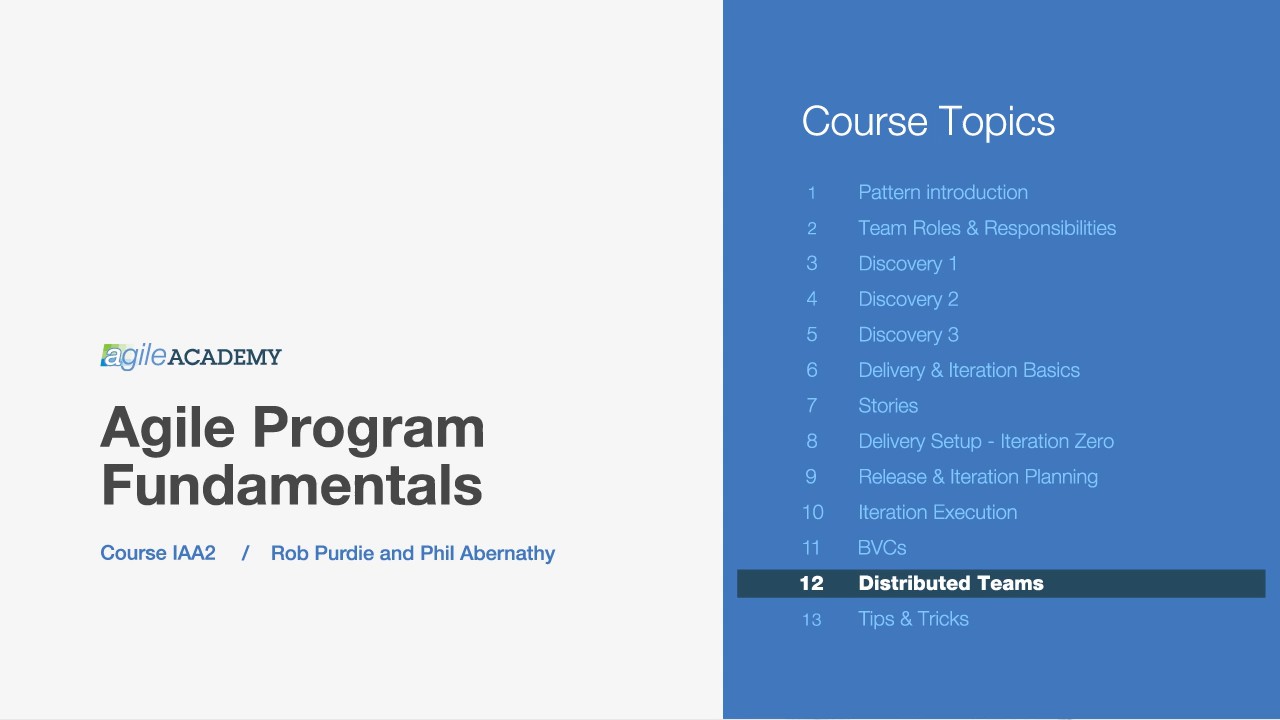 agileACADEMY
Agile Program
Fundamentals
Course IAA2 / Rob Purdie and Phil Abernathy
Course Topics
1 Pattern introduction
2 Team Roles & Responsibilities
3 Discovery 1
4 Discovery 2
5 Discovery 3
6 Delivery & Iteration Basics
7 Stories
8 Delivery Setup - Iteration Zero
9 Release & Iteration Planning
10 Iteration Execution
11 BVCs
12 Distributed Teams
13 Tips & Tricks